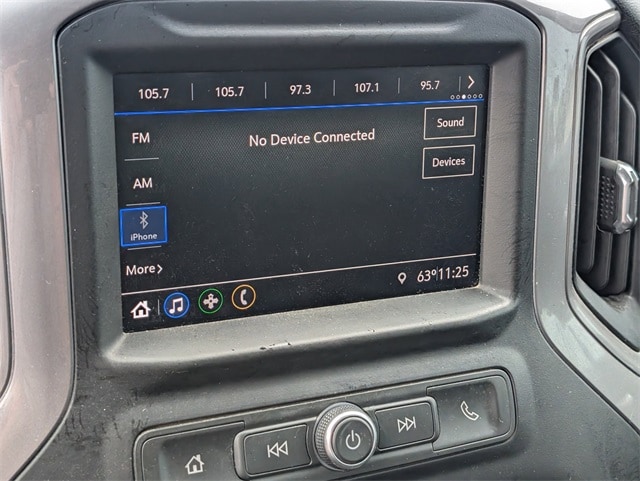 105.7 105.7 97.3 107.1 95.7
FM
No Device Connected
Sound
Devices
AM
iPhone
More
63° 11:25